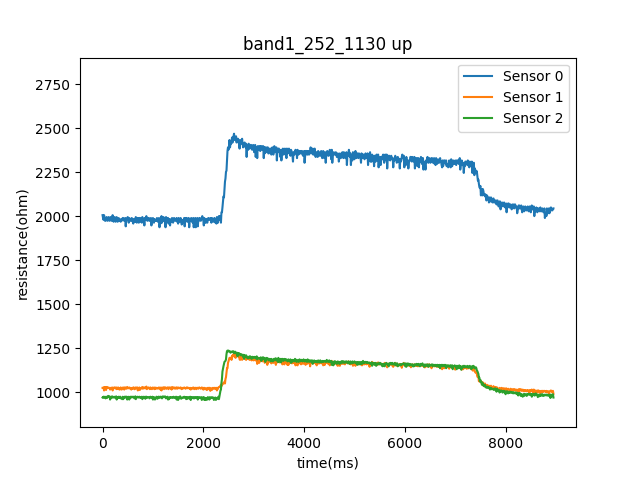 band1_252_1130 up
Sensor 0
Sensor 1
Sensor 2
2750
2500
2250
2000
1750
1500
1250
1000
resistance(ohm)
0 2000 4000 6000 8000
time(ms)